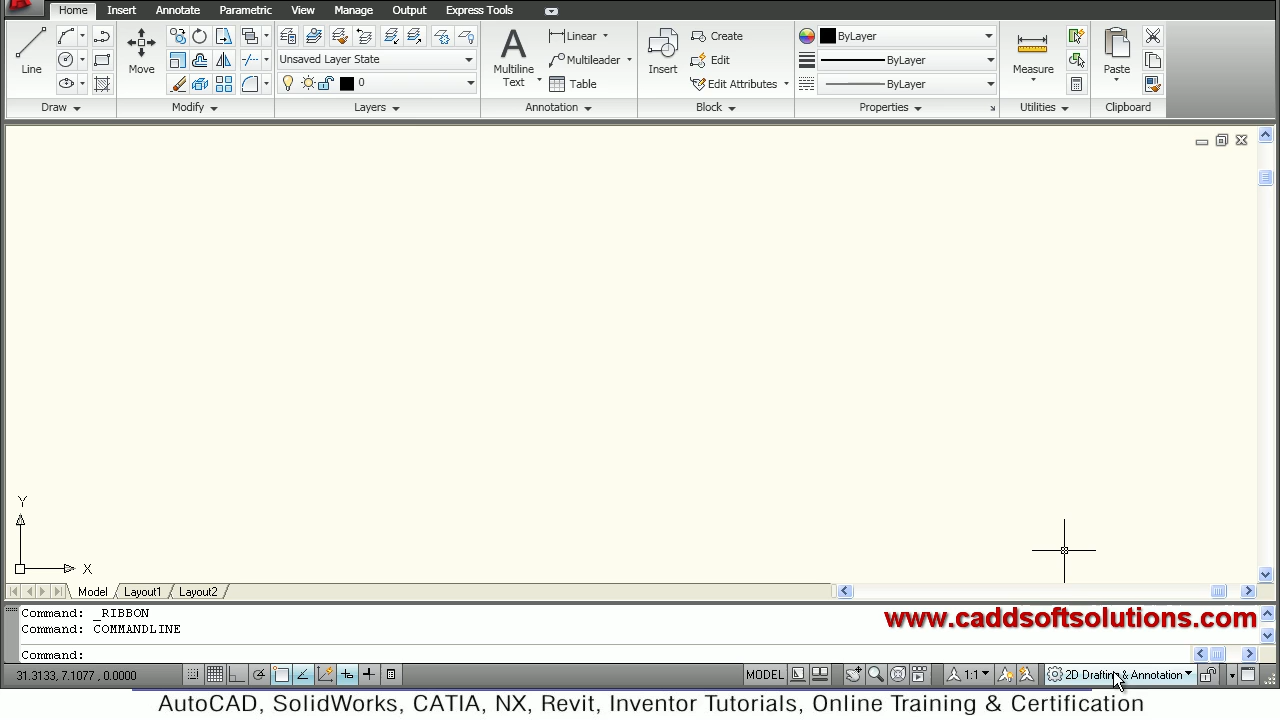 Home Insert Annotate Parametric View Manage Output Express Tools
Line Move Unsaved Layer State 0 Multiline Text Linear Multileader Table Insert Create Edit Edit Attributes ByLayer ByLayer ByLayer Measure Paste
Draw Modify Layers Annotation Block Properties Utilities Clipboard
Y
X
Model Layout1 Layout2
Command: _RIBBON
Command: COMMANDLINE
www.caddsoftsolutions.com
Command:
31.3133, 7.1077 , 0.0000 MODEL 1:1 2D Drafting & Annotation
AutoCAD, SolidWorks, CATIA, NX, Revit, Inventor Tutorials, Online Training & Certification